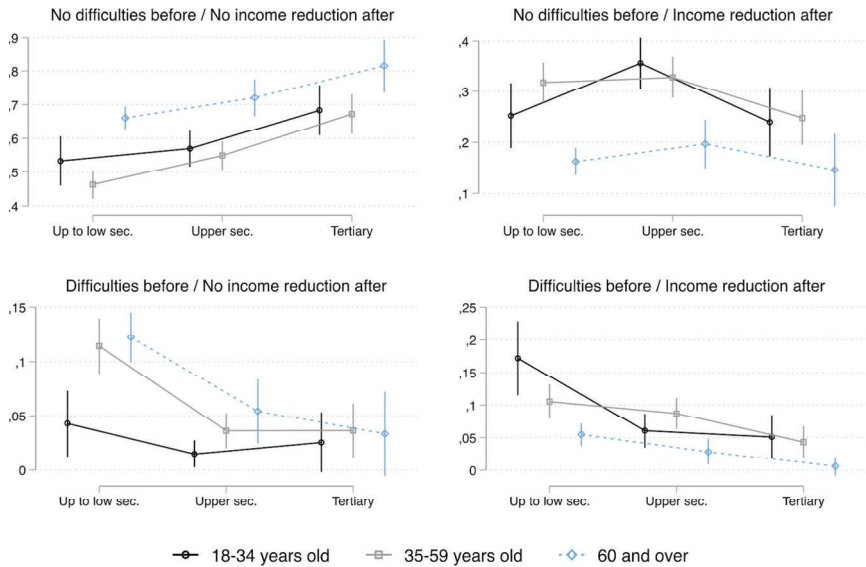 No difficulties before / No income reduction after
,9
,8
,7
,6
,5
,4
Up to low sec. Upper sec. Tertiary
No difficulties before / Income reduction after
,4
,3
,2
,1
Up to low sec. Upper sec. Tertiary
Difficulties before / No income reduction after
,15
,1
,05
0
Up to low sec. Upper sec. Tertiary
Difficulties before / Income reduction after
,25
,2
,15
,1
,05
0
Up to low sec. Upper sec. Tertiary
18-34 years old 35-59 years old 60 and over